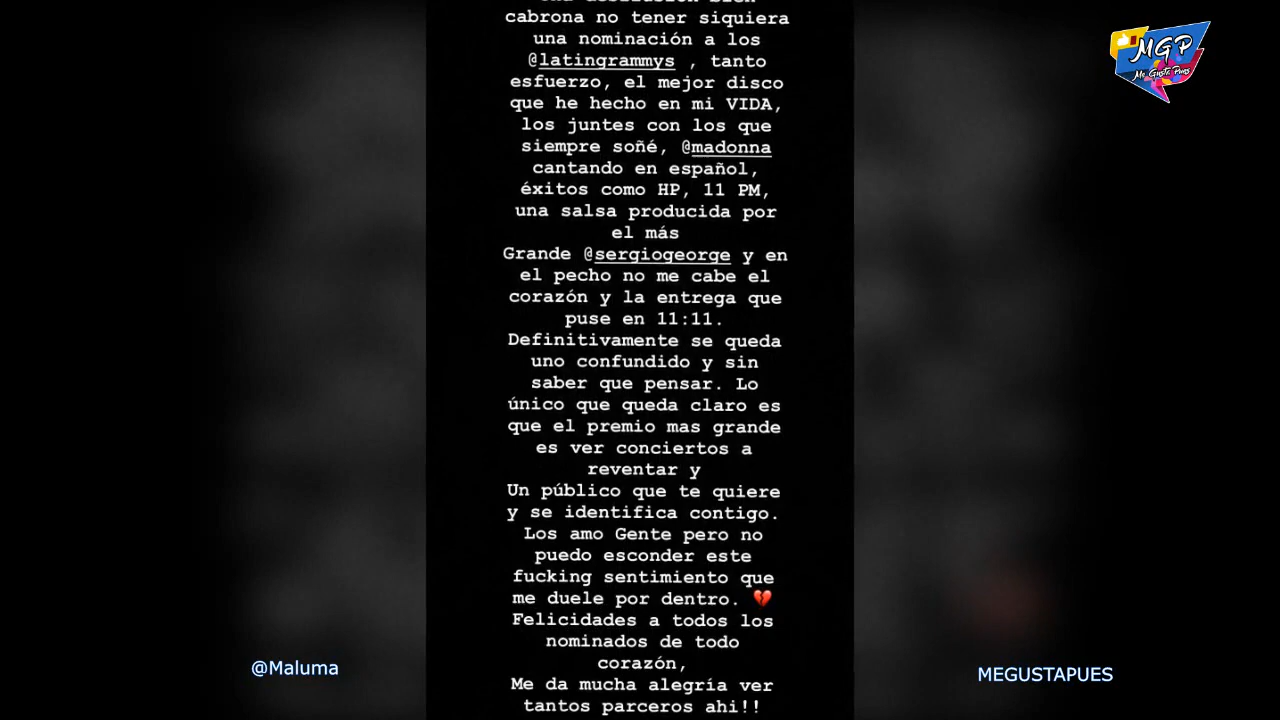 cabrona no tener siquiera
una nominación a los
@latingrammys , tanto
esfuerzo, el mejor disco
que he hecho en mi VIDA,
los juntes con los que
siempre soñé, @madonna
cantando en español,
éxitos como HP, 11 PM,
una salsa producida por
el más
Grande @sergiogeorge y en
el pecho no me cabe el
corazón y la entrega que
puse en 11:11.
Definitivamente se queda
uno confundido y sin
saber que pensar. Lo
único que queda claro es
que el premio mas grande
es ver conciertos a
reventar y
Un público que te quiere
y se identifica contigo.
Los amo Gente pero no
puedo esconder este
fucking sentimiento que
me duele por dentro. 💔
Felicidades a todos los
nominados de todo
corazón,
Me da mucha alegría ver
tantos parceros ahi!!
MGP
Me Gusta Pues
@Maluma
MEGUSTAPUES